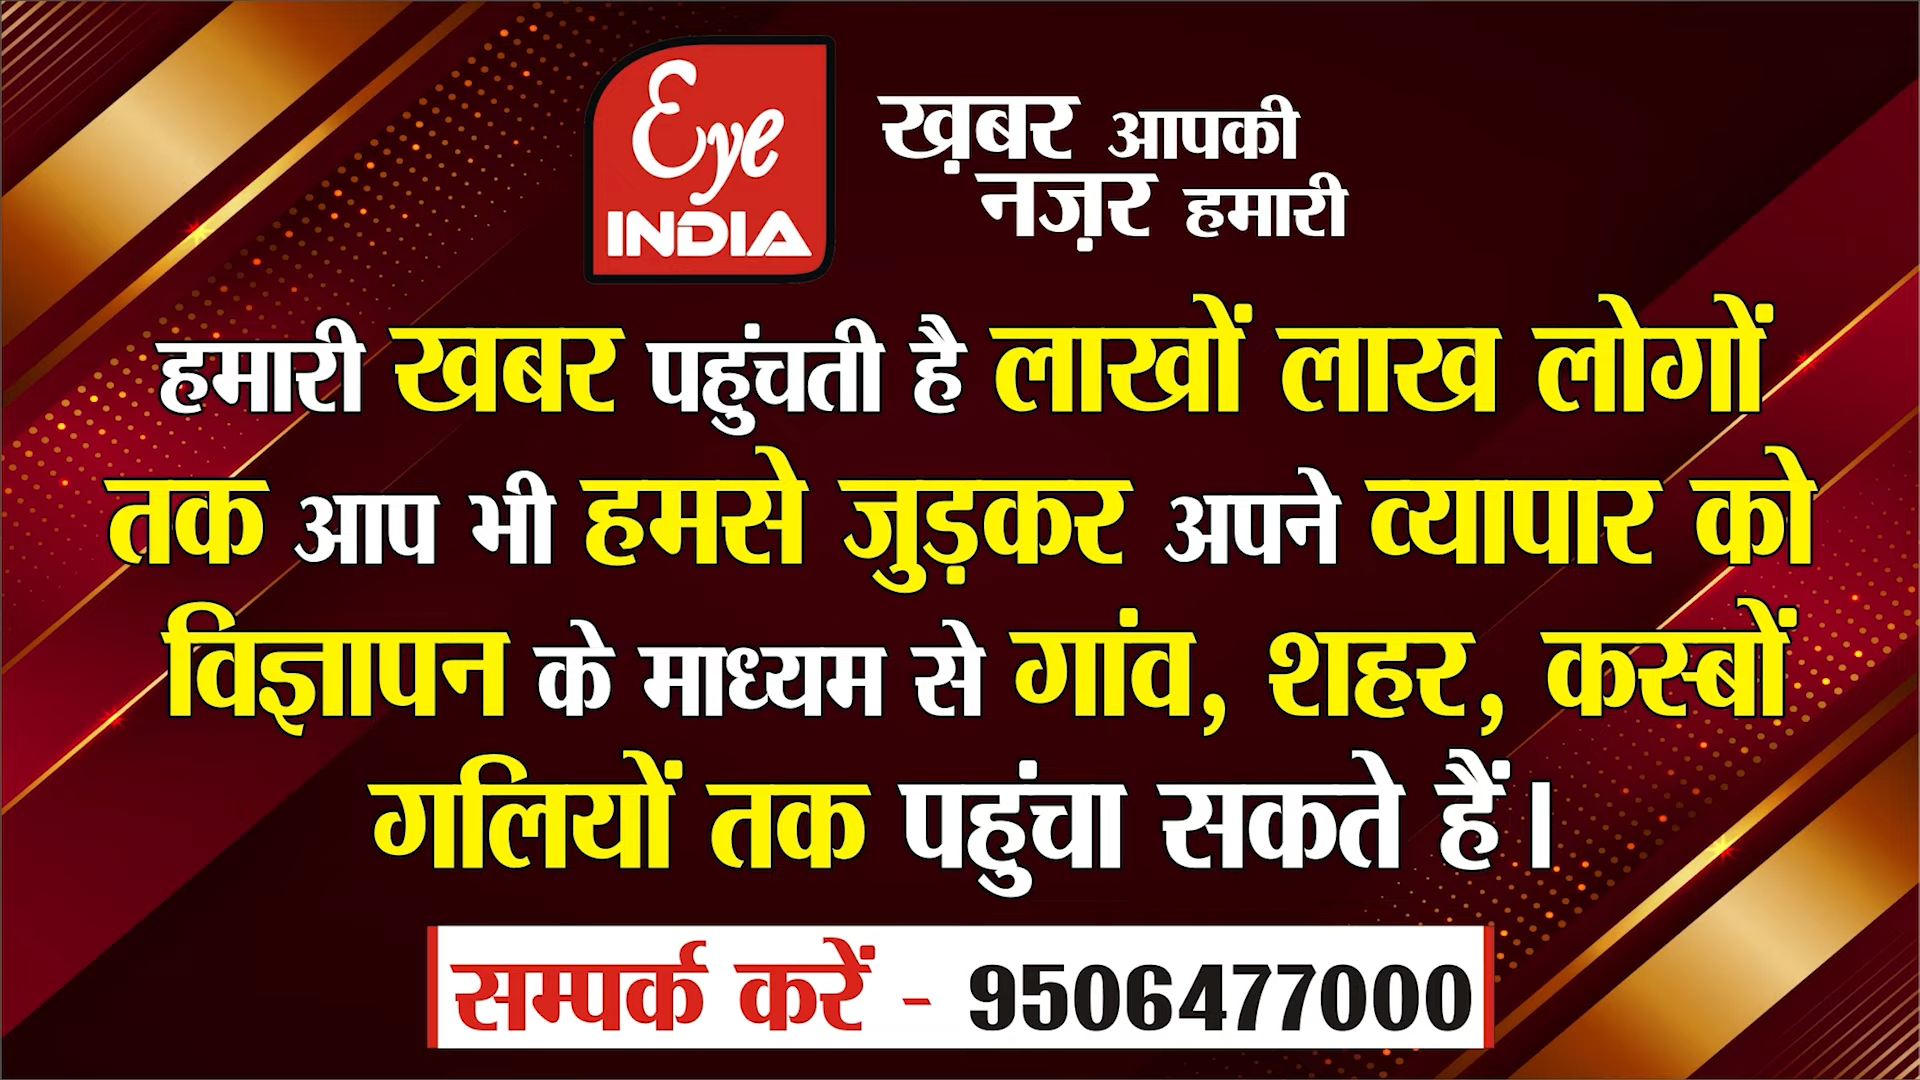 Eye
INDIA
ख़बर आपकी
नज़र हमारी
हमारी खबर पहुंचती है लाखों लाख लोगों
तक आप भी हमसे जुड़कर अपने व्यापार को
विज्ञापन के माध्यम से गांव, शहर, कस्बों
गलियों तक पहुंचा सकते हैं।
सम्पर्क करें - 9506477000